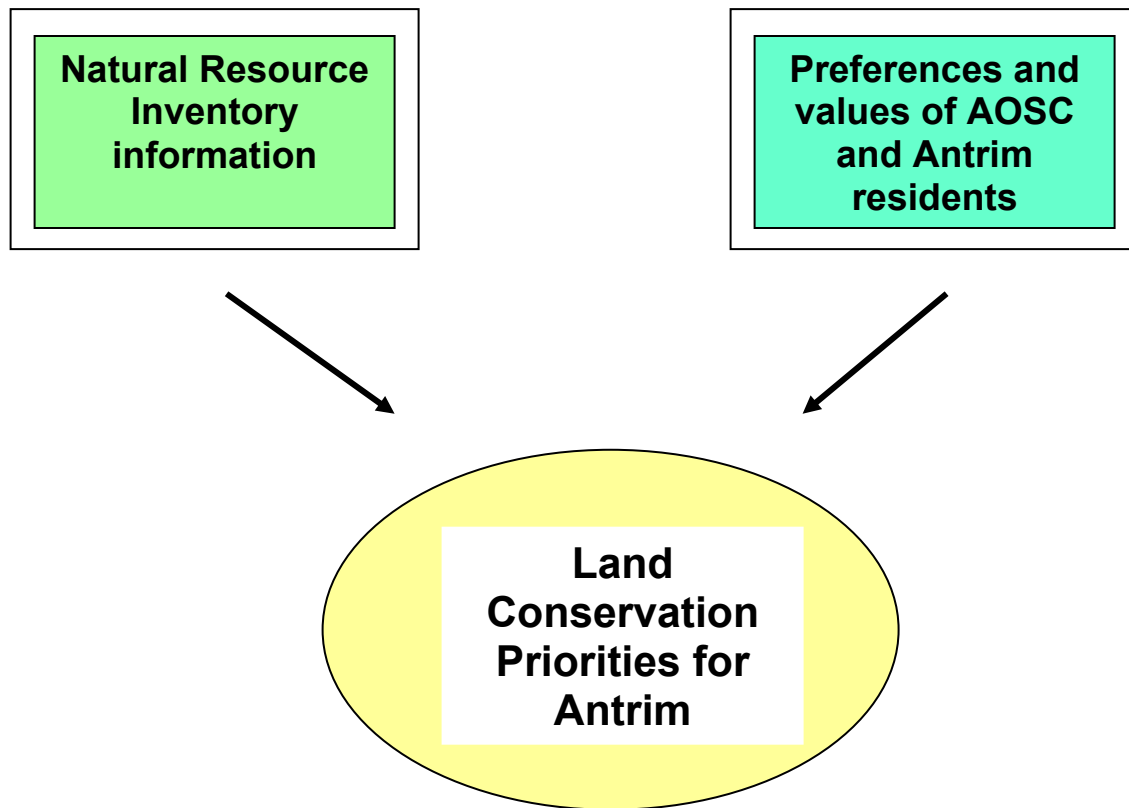 Natural Resource
Inventory
information
Preferences and
values of AOSC
and Antrim
residents
Land
Conservation
Priorities for
Antrim